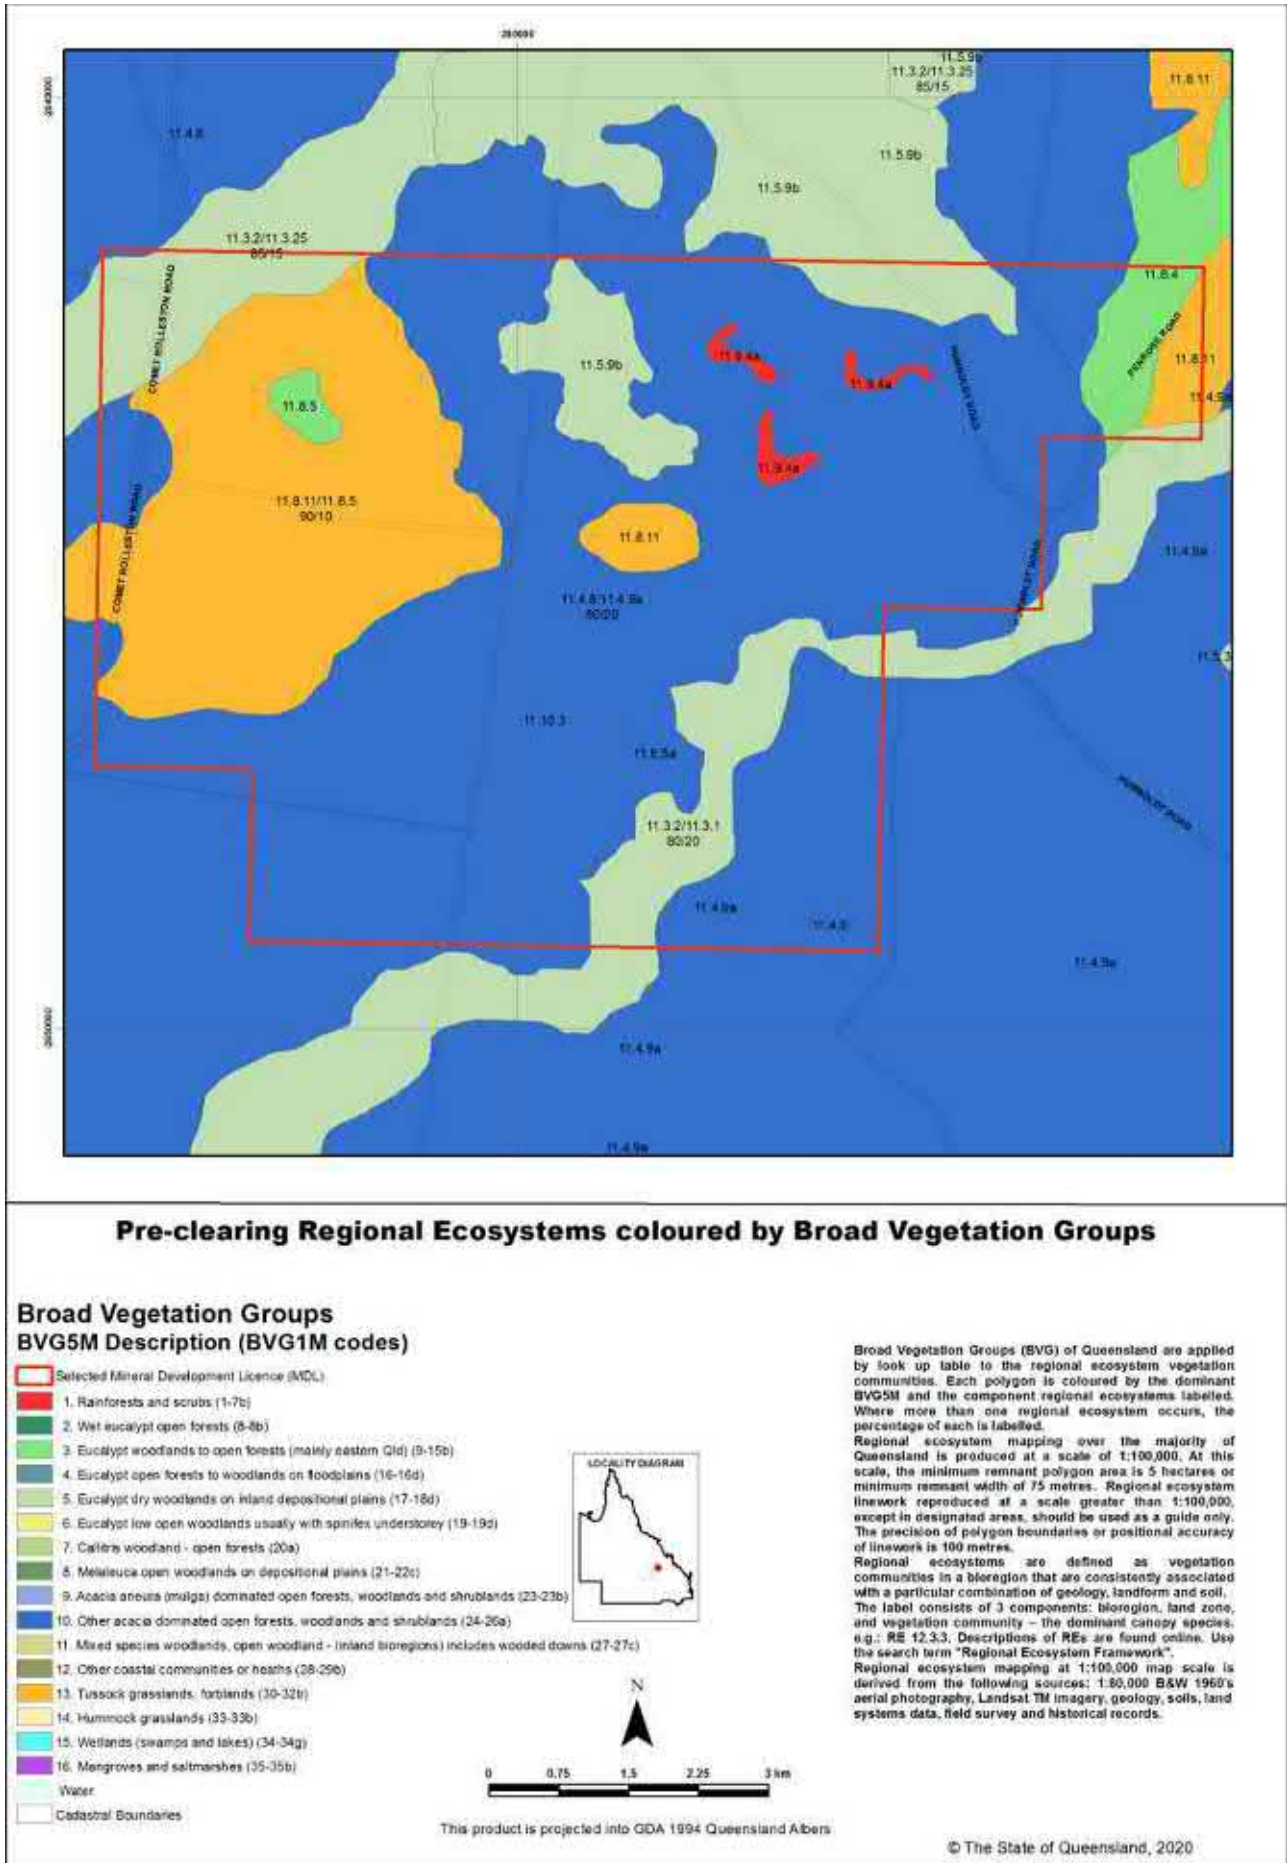 280000
-2640000
11.5.9b
11.3.2/11.3.25
85/15
11.8.11
11.4.8
11.5.9b
11.5.9b
11.3.2/11.3.25
85/15
11.8.4
COMET ROLLESTON ROAD
PENROSE ROAD
11.9.4a
11.8.11
11.5.9b
HUMBOLDT ROAD
11.9.4a
11.4.9a
11.8.5
11.9.4a
11.8.11/11.8.5
90/10
COMET ROLLESTON ROAD
11.8.11
11.4.9a
HUMBOLDT ROAD
11.4.8/11.4.9a
80/20
11.5.3
11.10.3
HUMBOLDT ROAD
11.3.2/11.3.1
80/20
11.4.9a
11.4.9a
-2650000
11.4.9a
11.4.9a
Pre-clearing Regional Ecosystems coloured by Broad Vegetation Groups
Broad Vegetation Groups
BVG5M Description (BVG1M codes)
Selected Mineral Development Licence (MDL)
1. Rainforests and scrubs (1-7b)
2. Wet eucalypt open forests (8-8b)
3. Eucalypt woodlands to open forests (mainly eastern Qld) (9-15b)
4. Eucalypt open forests to woodlands on floodplains (16-16d)
5. Eucalypt dry woodlands on inland depositional plains (17-18d)
6. Eucalypt low open woodlands usually with spinifex understorey (19-19d)
7. Callitris woodland - open forests (20a)
8. Melaleuca open woodlands on depositional plains (21-22c)
9. Acacia aneura (mulga) dominated open forests, woodlands and shrublands (23-23b)
10. Other acacia dominated open forests, woodlands and shrublands (24-26a)
11. Mixed species woodlands, open woodland - (inland bioregions) includes wooded downs (27-27c)
12. Other coastal communities or heaths (28-29b)
13. Tussock grasslands, forblands (30-32b)
14. Hummock grasslands (33-33b)
15. Wetlands (swamps and lakes) (34-34g)
16. Mangroves and saltmarshes (35-35b)
Water
Cadastral Boundaries
LOCALITY DIAGRAM
N
0 0.75 1.5 2.25 3 km
This product is projected into GDA 1994 Queensland Albers
Broad Vegetation Groups (BVG) of Queensland are applied
by look up table to the regional ecosystem vegetation
communities. Each polygon is coloured by the dominant
BVG5M and the component regional ecosystems labelled.
Where more than one regional ecosystem occurs, the
percentage of each is labelled.
Regional ecosystem mapping over the majority of
Queensland is produced at a scale of 1:100,000. At this
scale, the minimum remnant polygon area is 5 hectares or
minimum remnant width of 75 metres. Regional ecosystem
linework reproduced at a scale greater than 1:100,000,
except in designated areas, should be used as a guide only.
The precision of polygon boundaries or positional accuracy
of linework is 100 metres.
Regional ecosystems are defined as vegetation
communities in a bioregion that are consistently associated
with a particular combination of geology, landform and soil.
The label consists of 3 components: bioregion, land zone,
and vegetation community – the dominant canopy species.
e.g.: RE 12.3.3. Descriptions of REs are found online. Use
the search term "Regional Ecosystem Framework".
Regional ecosystem mapping at 1:100,000 map scale is
derived from the following sources: 1:80,000 B&W 1960's
aerial photography, Landsat TM imagery, geology, soils, land
systems data, field survey and historical records.
© The State of Queensland, 2020